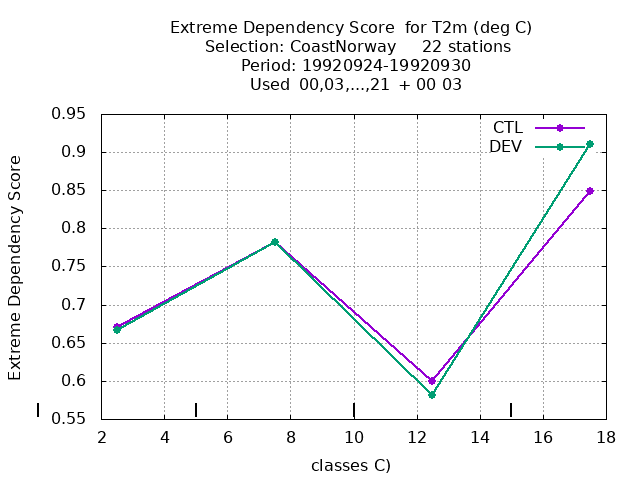 Extreme Dependency Score  for T2m (deg C)
Selection: CoastNorway     22 stations
Period: 19920924-19920930
Used  00,03,...,21  + 00 03
CTL
DEV
Extreme Dependency Score
0.95
0.9
0.85
0.8
0.75
0.7
0.65
0.6
0.55
2 4 6 8 10 12 14 16 18
classes C)